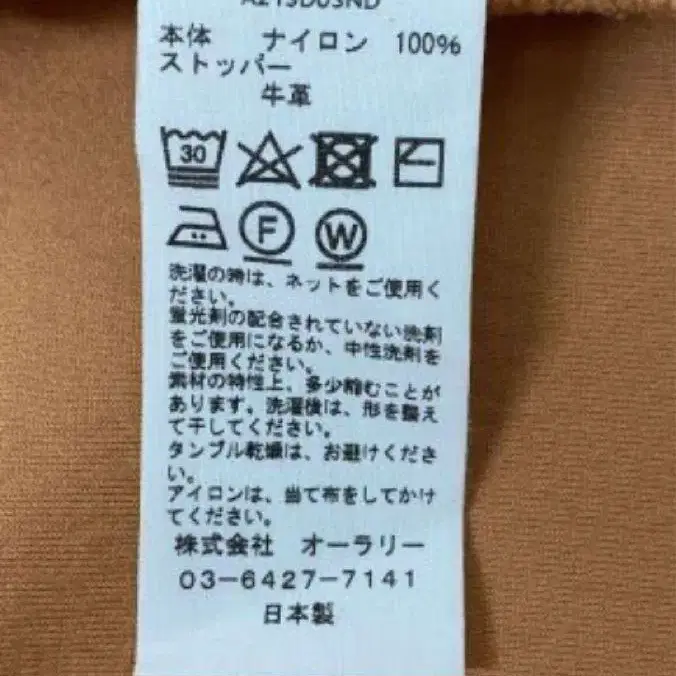 本体 ナイロン 100%
ストッパー
牛革
30
F W
洗濯の時は、ネットをご使用く
ださい。
蛍光剤の配合されていない洗剤
をご使用になるか、中性洗剤を
ご使用ください。
素材の特性上、多少縮むことが
あります。洗濯後は、形を整え
て干してください。
タンブル乾燥は、お避けくださ
い。
アイロンは、当て布をしてかけ
てください。
株式会社 オーラリー
03-6427-7141
日本製